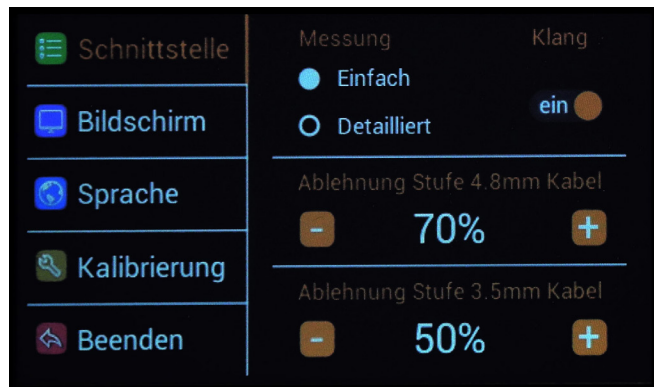 Schnittstelle
Bildschirm
Sprache
Kalibrierung
Beenden
Messung
Klang
Einfach
Detailliert
ein
Ablehnung Stufe 4.8mm Kabel
- 70% +
Ablehnung Stufe 3.5mm Kabel
- 50% +